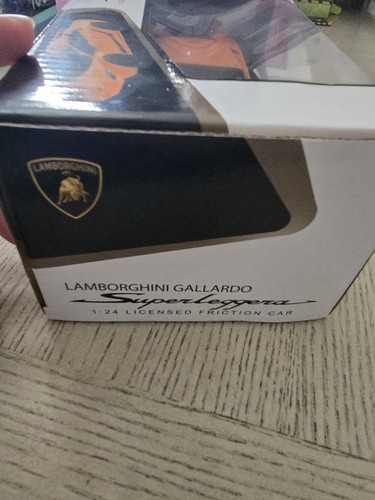 LAMBORGHINI
LAMBORGHINI GALLARDO
Superleggera
1:24 LICENSED FRICTION CAR